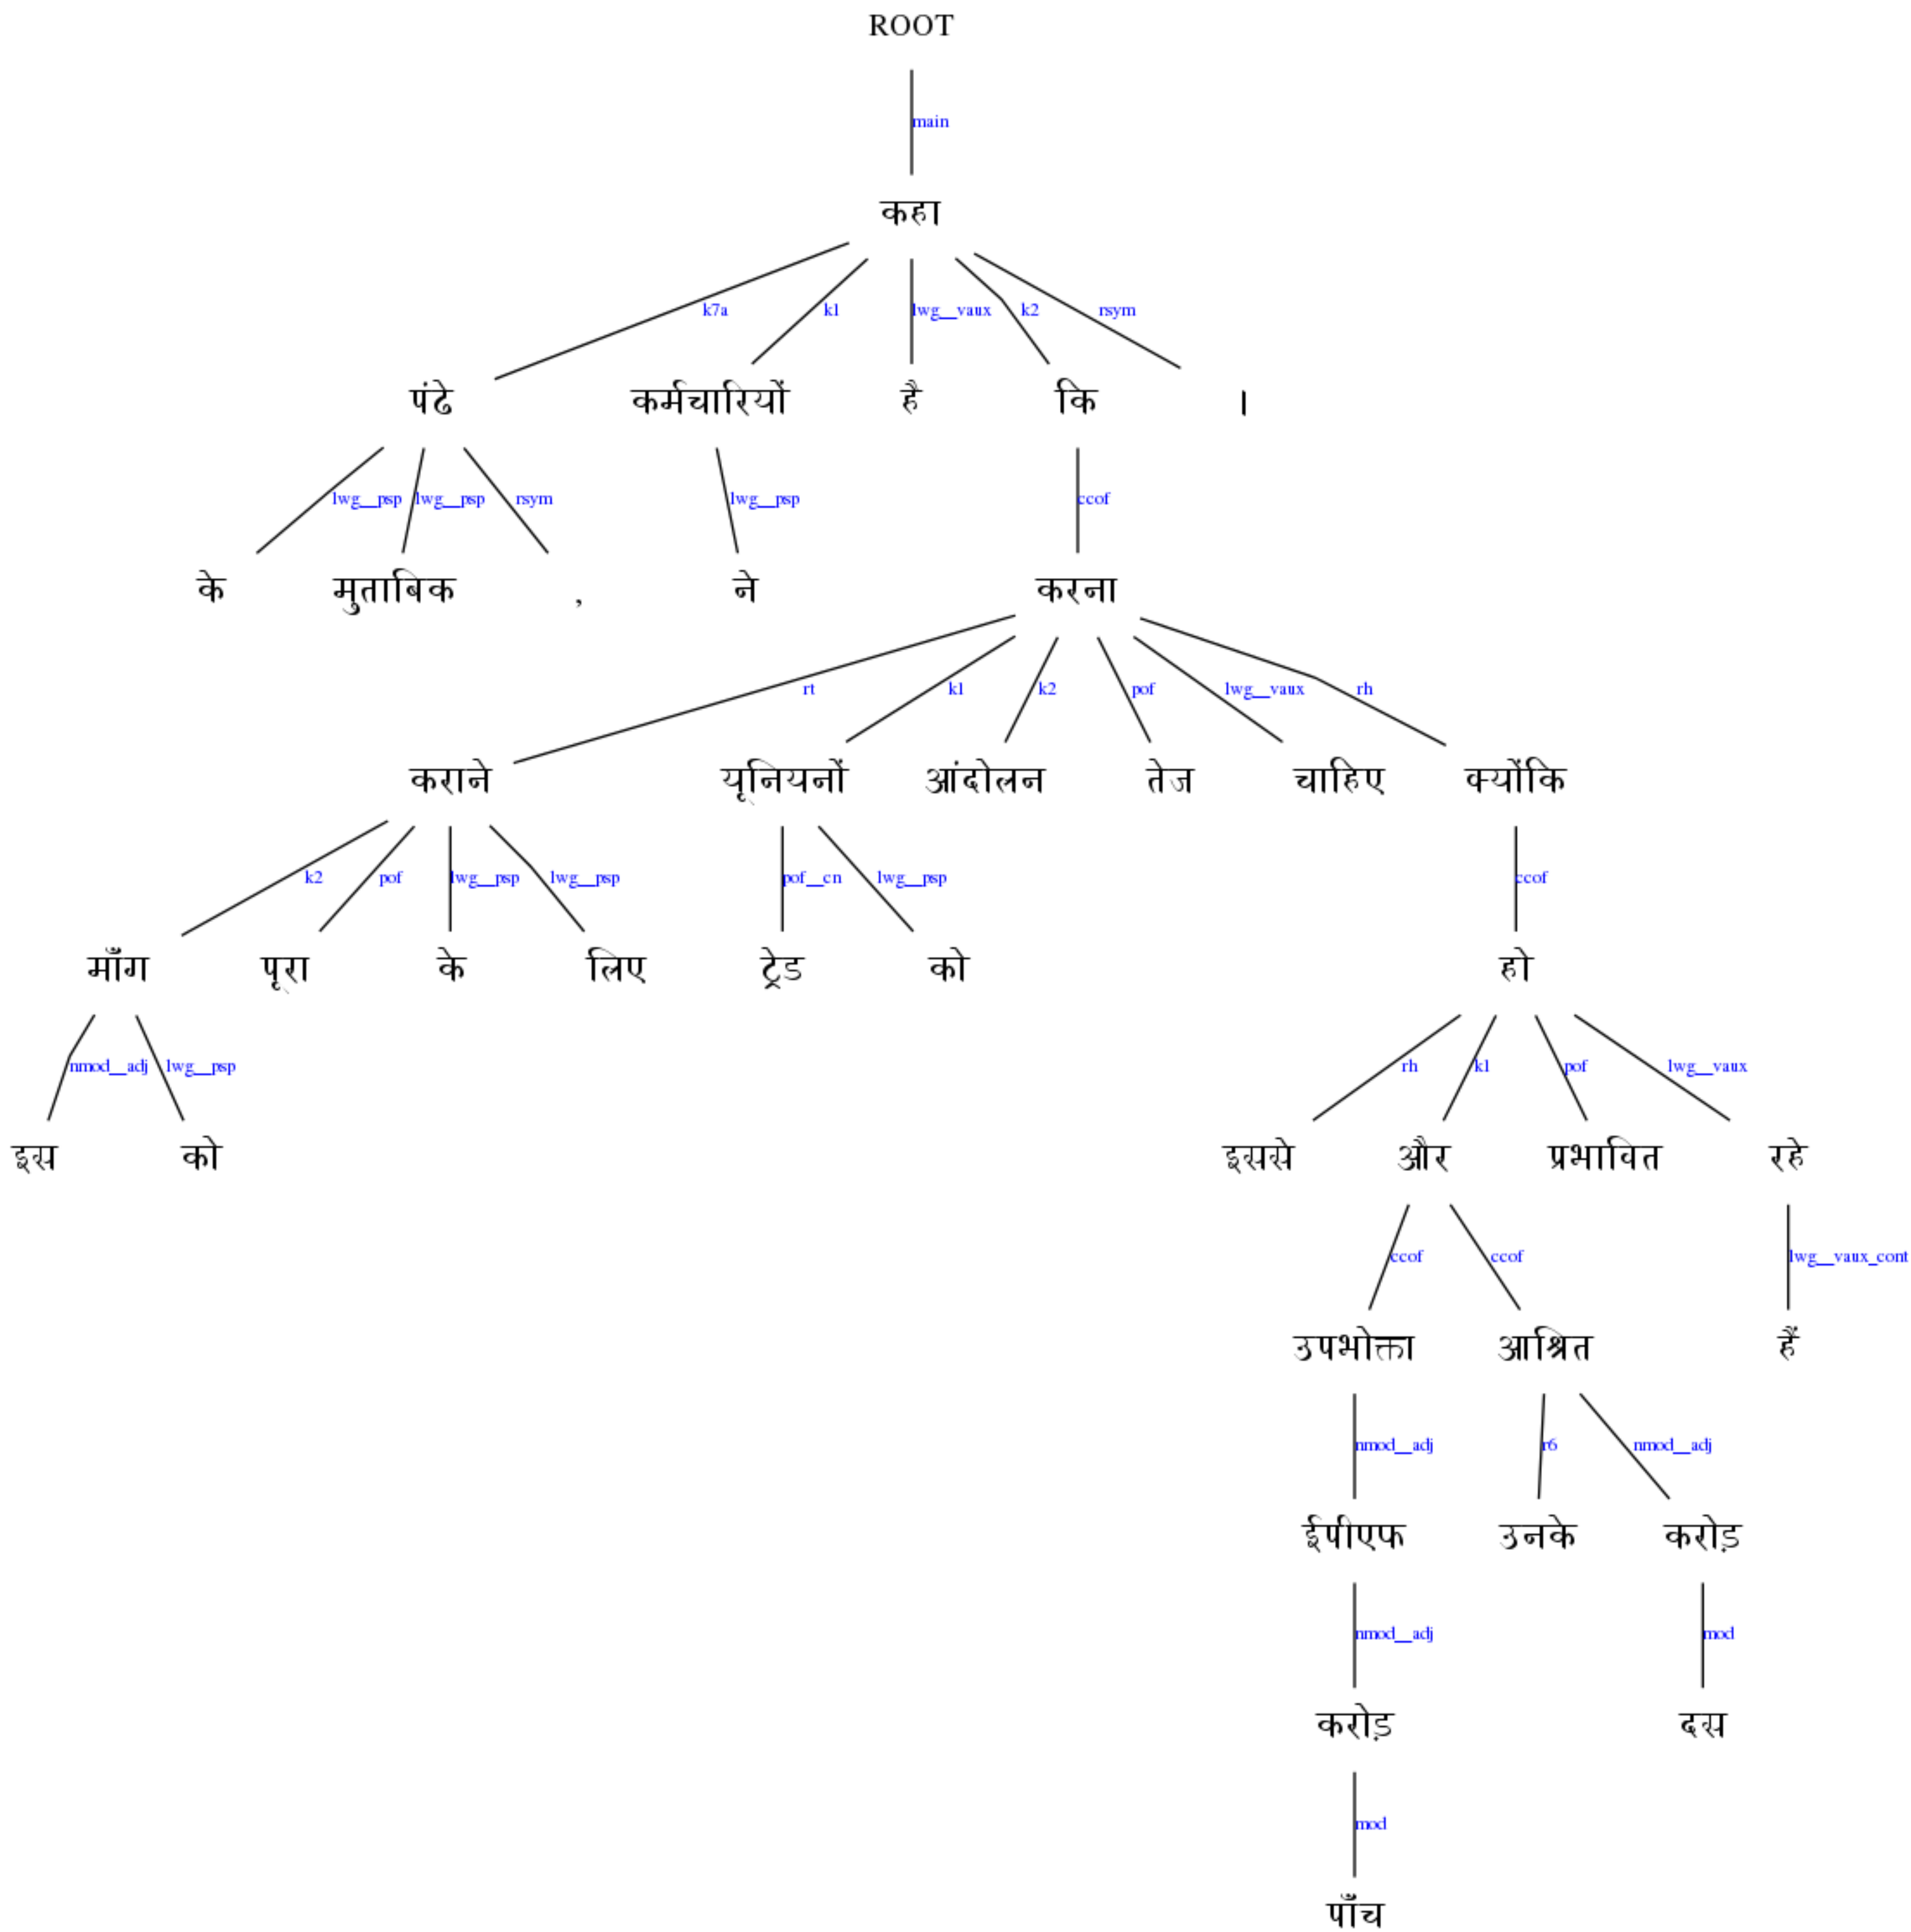 ROOT
main
कहा
k7a k1 lwg__vaux k2 rsym
पंढे कर्मचारियों है कि ।
lwg__psp lwg__psp rsym lwg__psp ccof
के मुताबिक , ने करना
rt k1 k2 pof lwg__vaux rh
कराने यूनियनों आंदोलन तेज चाहिए क्योंकि
k2 pof lwg__psp lwg__psp pof__cn lwg__psp ccof
माँग पूरा के लिए ट्रेड को हो
nmod__adj lwg__psp rh k1 pof lwg__vaux
इस को इससे और प्रभावित रहे
ccof ccof lwg__vaux_cont
उपभोक्ता आश्रित हैं
nmod__adj r6 nmod__adj
ईपीएफ उनके करोड़
nmod__adj mod
करोड़ दस
mod
पाँच